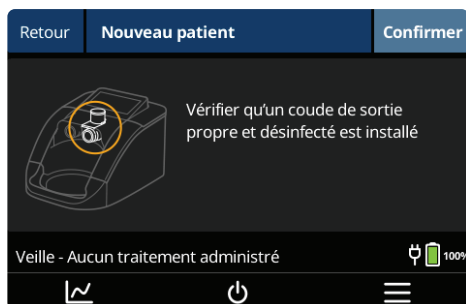 Retour Nouveau patient Confirmer
Vérifier qu'un coude de sortie
propre et désinfecté est installé
Veille - Aucun traitement administré 100%